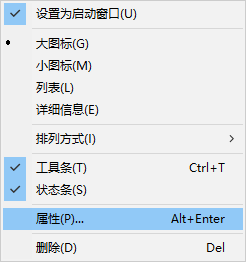 设置为启动窗口(U)
大图标(G)
小图标(M)
列表(L)
详细信息(E)
排列方式(I)
工具条(T) Ctrl+T
状态条(S)
属性(P)... Alt+Enter
删除(D) Del